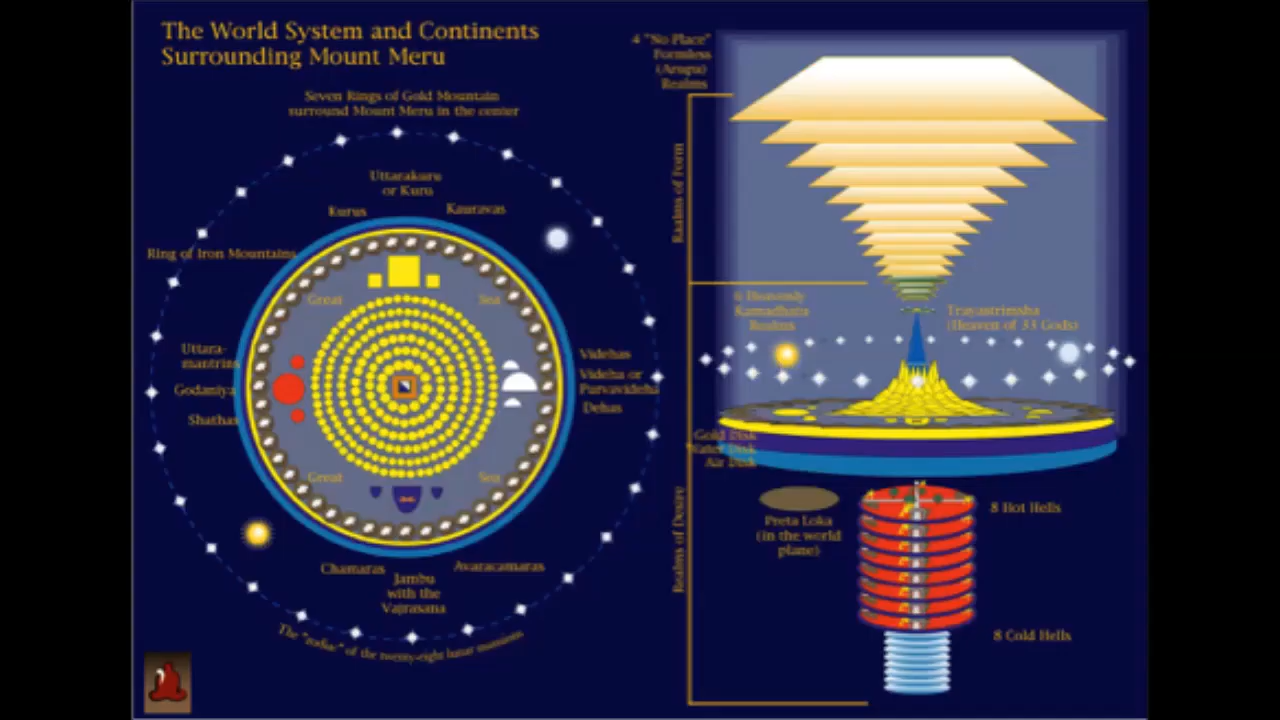 The World System and Continents
Surrounding Mount Meru
Seven Rings of Gold Mountain
surround Mount Meru in the center
Uttarakuru
or Kuru
Kurus
Kauravas
Ring of Iron Mountains
Great
Sea
Uttara-
mantrins
Godaniya
Shathas
Videhas
Videha or
Purvavideha
Dehas
Great
Sea
Chamaras
Jambu
with the
Vajrasana
Avaracamaras
The "zodiac" of the twenty-eight lunar mansions
4 "No Place"
Formless
(Arupa)
Realms
Realms of Form
6 Heavenly
Kamadhatu
Realms
Trayastrimsha
(Heaven of 33 Gods)
Gold Disk
Water Disk
Air Disk
Realms of Desire
Preta Loka
(in the world
plane)
8 Hot Hells
8 Cold Hells